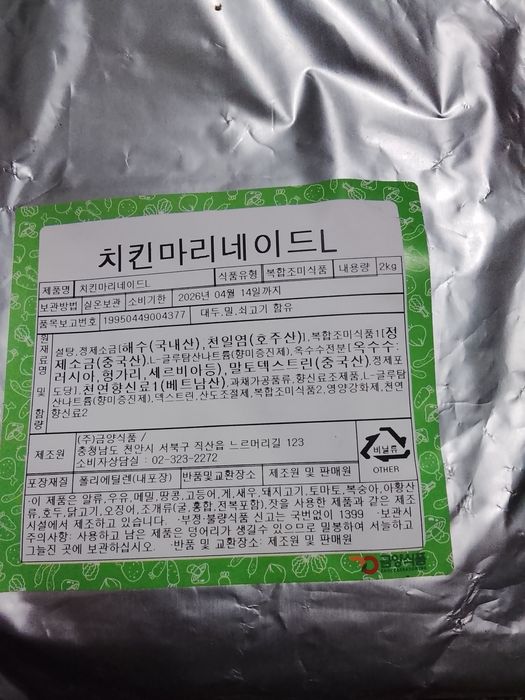 치킨마리네이드L
제품명 치킨마리네이드L 식품유형 복합조미식품 내용량 2kg
보관방법 실온보관 소비기한 2026년 04월 14일까지
품목보고번호 19950449004377 대두,밀,쇠고기 함유
원재료명 및 함량
설탕,정제소금[해수(국내산),천일염(호주산)],복합조미식품1[정
제소금(중국산),L-글루탐산나트륨(향미증진제),옥수수전분[옥수수:
러시아,헝가리,세르비아등),말토덱스트린(중국산),정제포
도당],천연향신료1(베트남산),과채가공품류,향신료조제품,L-글루탐
산나트륨(향미증진제),덱스트린,산도조절제,복합조미식품2,영양강화제,천연
향신료2
제조원 (주)금양식품 /
충청남도 천안시 서북구 직산읍 느르머리길 123
소비자상담실 : 02-323-2272
비닐류
OTHER
포장재질 폴리에틸렌(내포장) 반품및교환장소 제조원 및 판매원
·이 제품은 알류,우유,메밀,땅콩,고등어,게,새우,돼지고기,토마토,복숭아,아황산
류,호두,닭고기,오징어,조개류(굴,홍합,전복포함),잣을 사용한 제품과 같은 제조
시설에서 제조하고 있습니다 ·부정·불량식품 신고는 국번없이 1399 ·보관시
주의사항: 사용하고 남은 제품은 덩어리가 생길수 있으므로 밀봉하여 서늘하고
그늘진 곳에 보관하십시오. ·반품 및 교환장소: 제조원 및 판매원
금양식품